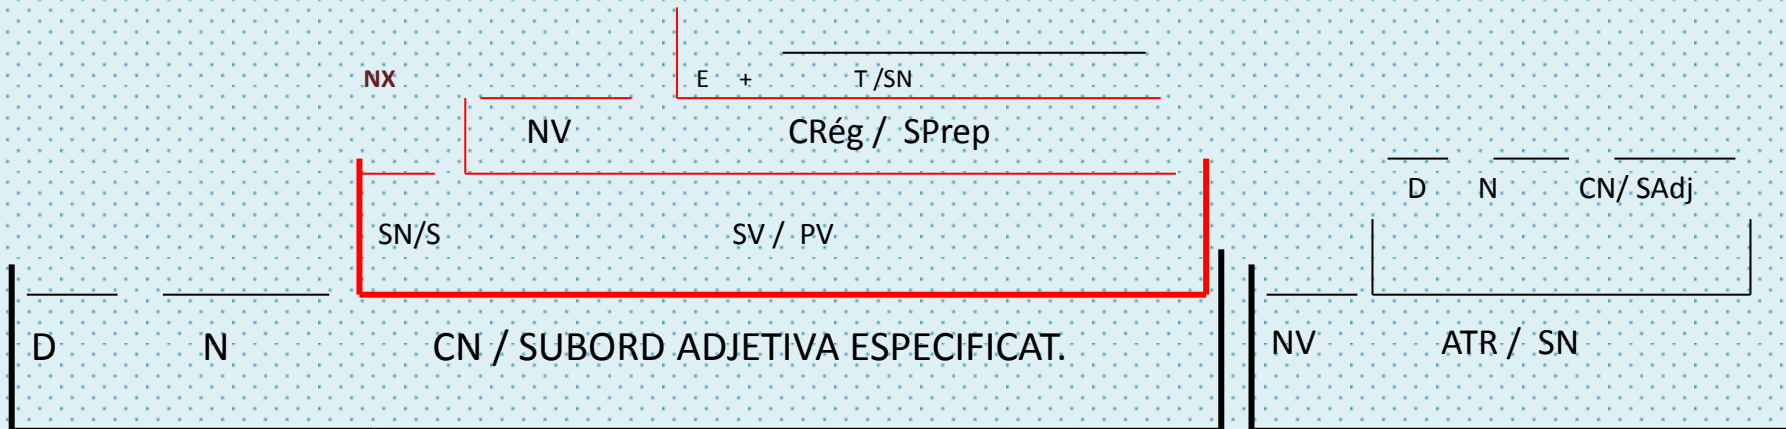 NX E + T /SN
NV CRég / SPrep
D N CN/ SAdj
SN/S SV / PV
D N CN / SUBORD ADJETIVA ESPECIFICAT. NV ATR / SN